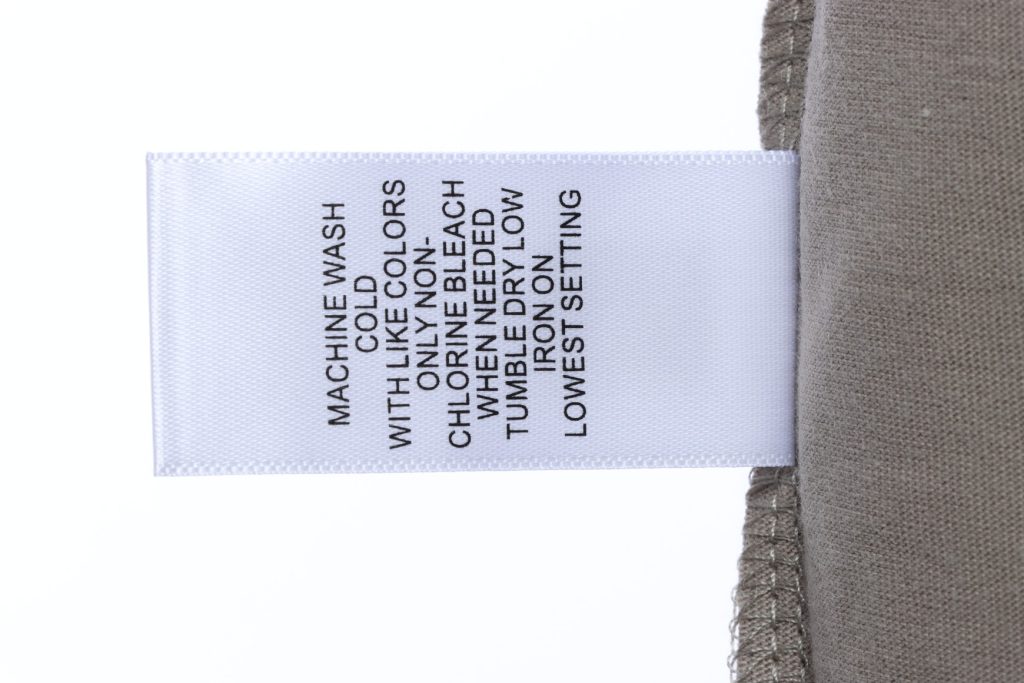 MACHINE WASH
COLD
WITH LIKE COLORS
ONLY NON-
CHLORINE BLEACH
WHEN NEEDED
TUMBLE DRY LOW
IRON ON
LOWEST SETTING